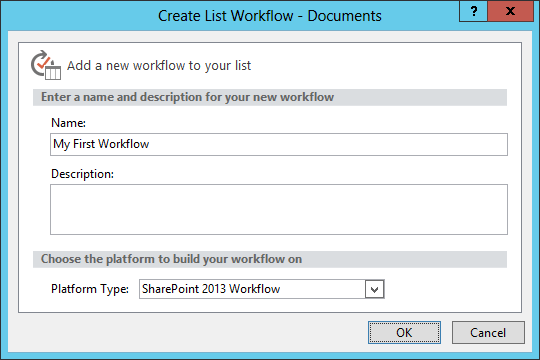 Create List Workflow - Documents
? X
Add a new workflow to your list
Enter a name and description for your new workflow
Name:
My First Workflow
Description:
Choose the platform to build your workflow on
Platform Type: SharePoint 2013 Workflow
OK Cancel